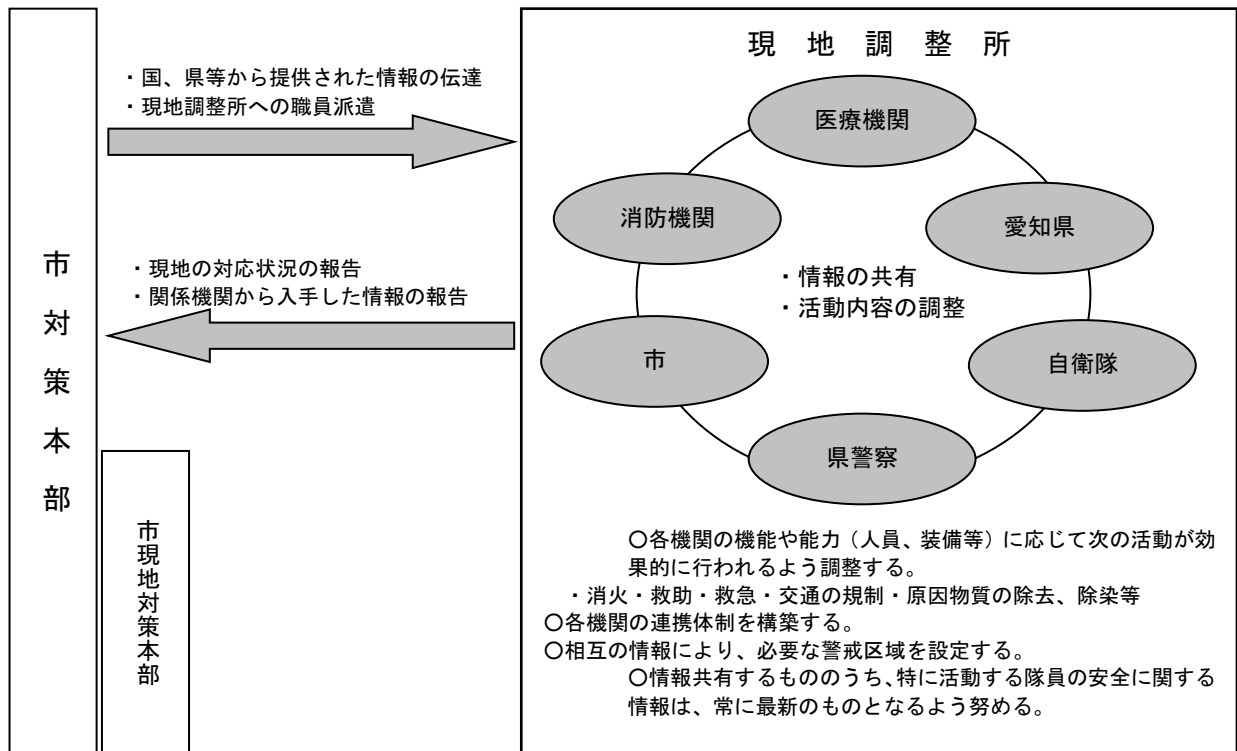 現地調整所
・国、県等から提供された情報の伝達
・現地調整所への職員派遣
・現地の対応状況の報告
・関係機関から入手した情報の報告
市対策本部
市現地対策本部
医療機関
消防機関
愛知県
・情報の共有
・活動内容の調整
市
自衛隊
県警察
○各機関の機能や能力（人員、装備等）に応じて次の活動が効
果的に行われるよう調整する。
・消火・救助・救急・交通の規制・原因物質の除去、除染等
○各機関の連携体制を構築する。
○相互の情報により、必要な警戒区域を設定する。
○情報共有するもののうち、特に活動する隊員の安全に関する
情報は、常に最新のものとなるよう努める。